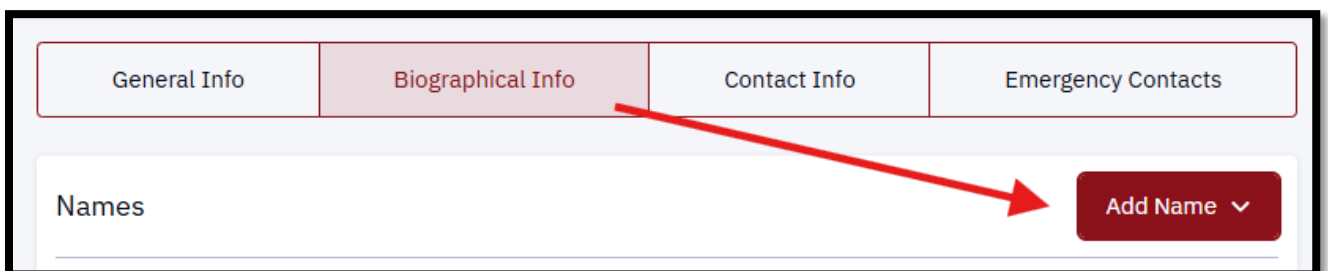 General Info Biographical Info Contact Info Emergency Contacts
Names Add Name